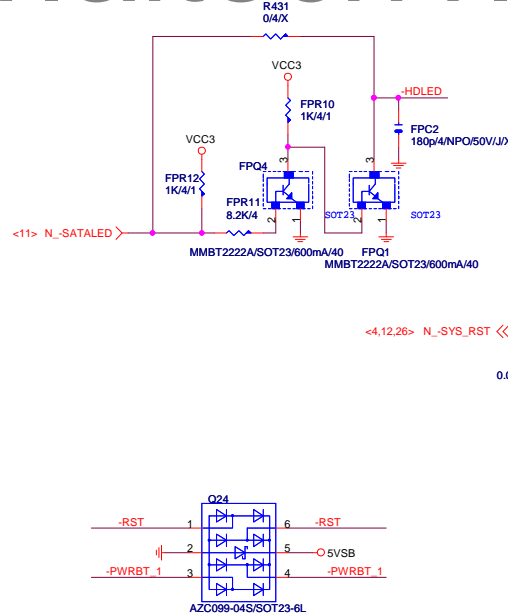 R431
0/4/X
VCC3
-HDLED
FPR10
1K/4/1
FPC2
180p/4/NPO/50V/J/X
VCC3
FPQ4
3
3
FPR12
1K/4/1
FPR11
8.2K/4
SOT23
SOT23
2
1
2
1
<11> N_-SATALED
MMBT2222A/SOT23/600mA/40
FPQ1
MMBT2222A/SOT23/600mA/40
<4,12,26> N_-SYS_RST
Q24
-RST
1
6
-RST
2
5
5VSB
-PWRBT_1
3
4
-PWRBT_1
AZC099-04S/SOT23-6L